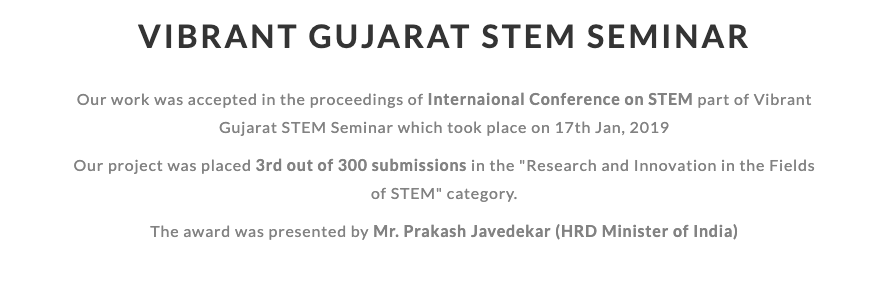 VIBRANT GUJARAT STEM SEMINAR
Our work was accepted in the proceedings of Internaional Conference on STEM part of Vibrant
Gujarat STEM Seminar which took place on 17th Jan, 2019
Our project was placed 3rd out of 300 submissions in the "Research and Innovation in the Fields
of STEM" category.
The award was presented by Mr. Prakash Javedekar (HRD Minister of India)